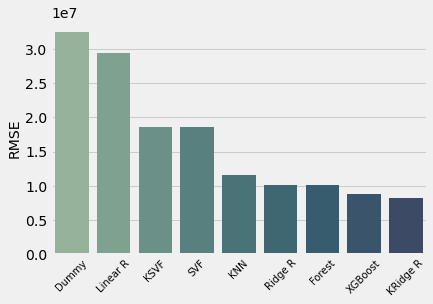 1e7
3.0
2.5
2.0
1.5
1.0
0.5
0.0
RMSE
Dummy
Linear R
KSVF
SVF
KNN
Ridge R
Forest
XGBoost
KRidge R